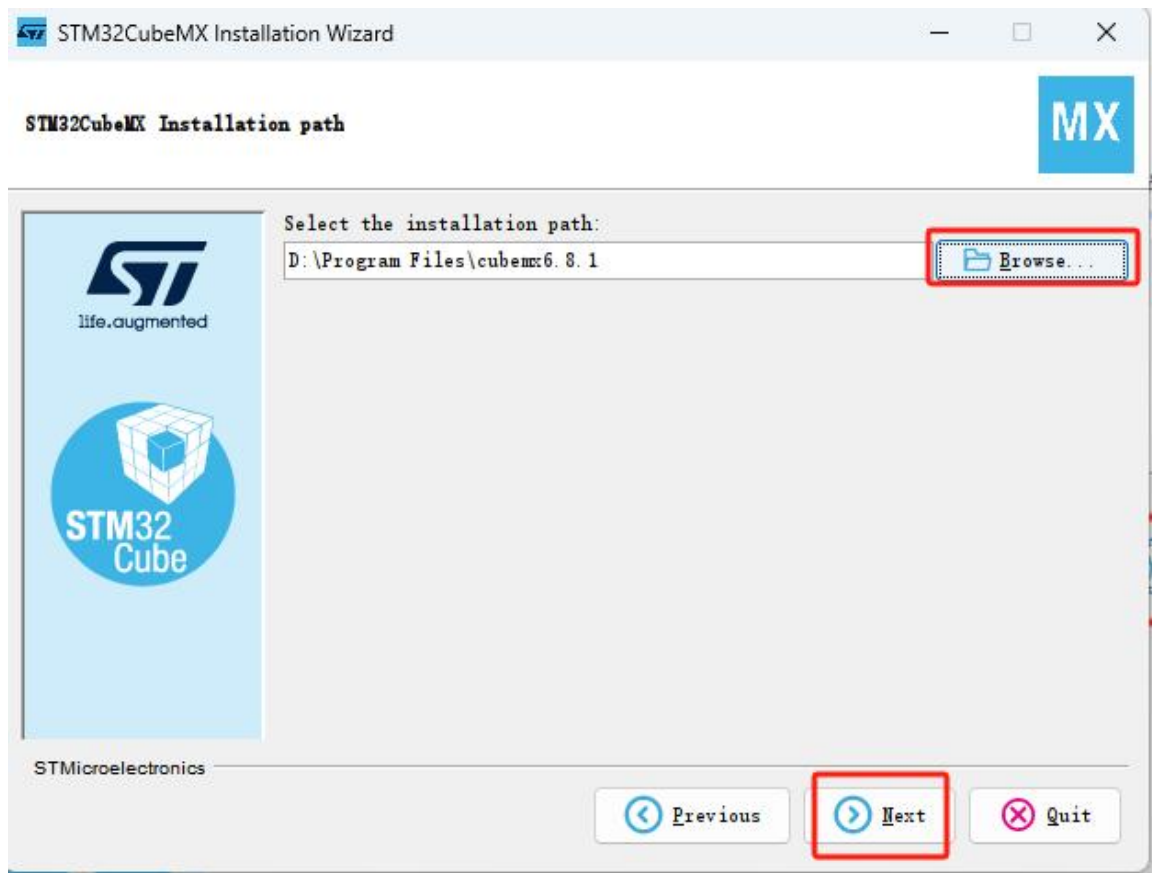 STM32CubeMX Installation Wizard
STM32CubeMX Installation path
MX
Select the installation path:
D:\Program Files\cubemx6.8.1
Browse...
ST
life.augmented
STM32
Cube
STMicroelectronics
Previous
Next
Quit